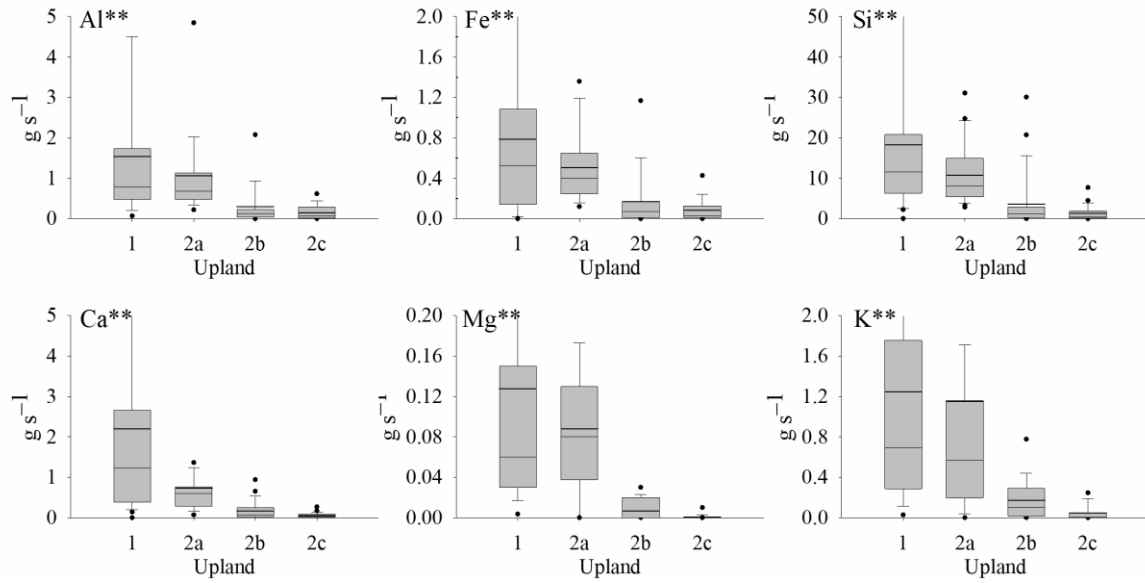 Al**
5
4
3
2
1
0
g s−1
1 2a 2b 2c
Upland
Fe**
2.0
1.6
1.2
0.8
0.4
0.0
g s−1
1 2a 2b 2c
Upland
Si**
50
40
30
20
10
0
g s−1
1 2a 2b 2c
Upland
Ca**
5
4
3
2
1
0
g s−1
1 2a 2b 2c
Upland
Mg**
0.20
0.16
0.12
0.08
0.04
0.00
g s−1
1 2a 2b 2c
Upland
K**
2.0
1.6
1.2
0.8
0.4
0.0
g s−1
1 2a 2b 2c
Upland